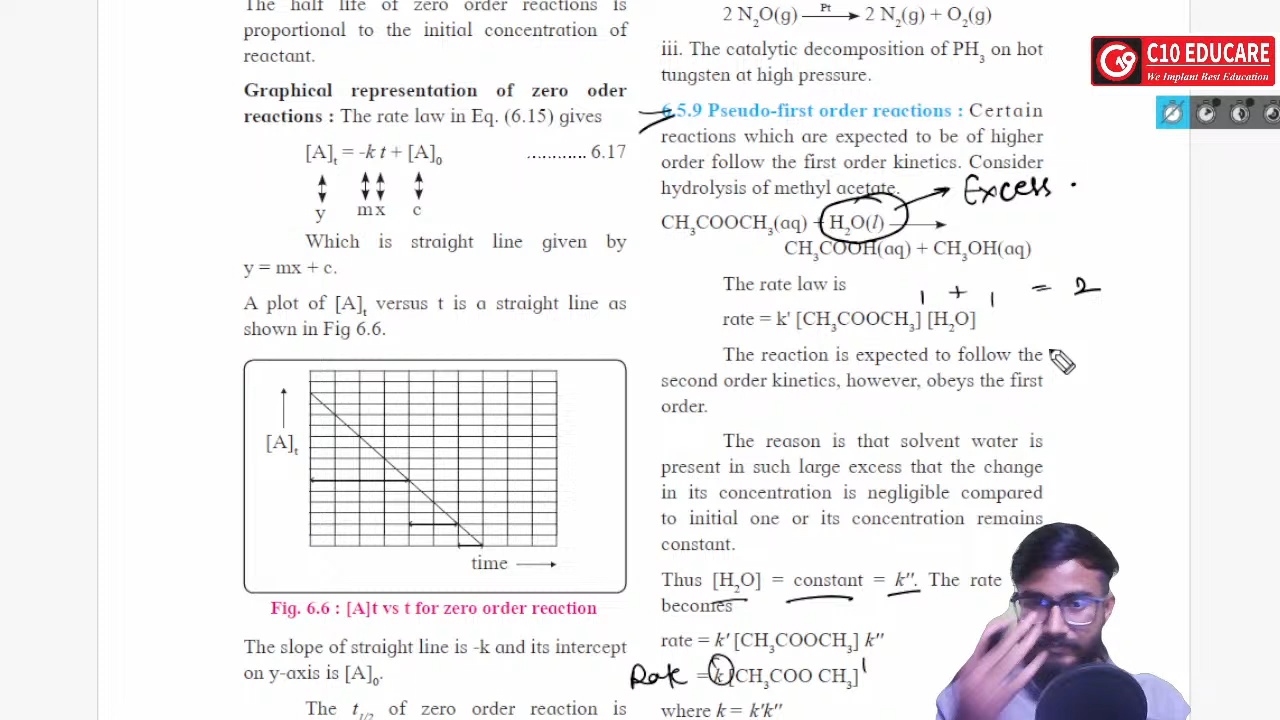 The half life of zero order reactions is
proportional to the initial concentration of
reactant.
Graphical representation of zero oder
reactions : The rate law in Eq. (6.15) gives
[A]t = -k t + [A]0 ............ 6.17
y m x c
Which is straight line given by
y = mx + c.
A plot of [A]t versus t is a straight line as
shown in Fig 6.6.
[A]t
time
Fig. 6.6 : [A]t vs t for zero order reaction
The slope of straight line is -k and its intercept
on y-axis is [A]0.
The t1/2 of zero order reaction is
2 N2O(g) Pt 2 N2(g) + O2(g)
iii. The catalytic decomposition of PH3 on hot
tungsten at high pressure.
6.5.9 Pseudo-first order reactions : Certain
reactions which are expected to be of higher
order follow the first order kinetics. Consider
hydrolysis of methyl acetate.
Excess .
CH3COOCH3(aq) + H2O(l)
CH3COOH(aq) + CH3OH(aq)
The rate law is
1 + 1 = 2
rate = k' [CH3COOCH3] [H2O]
The reaction is expected to follow the
second order kinetics, however, obeys the first
order.
The reason is that solvent water is
present in such large excess that the change
in its concentration is negligible compared
to initial one or its concentration remains
constant.
Thus [H2O] = constant = k''. The rate
becomes
rate = k' [CH3COOCH3] k''
Rate = k [CH3COO CH3]1
where k = k'k''
C10 EDUCARE
We Implant Best Education